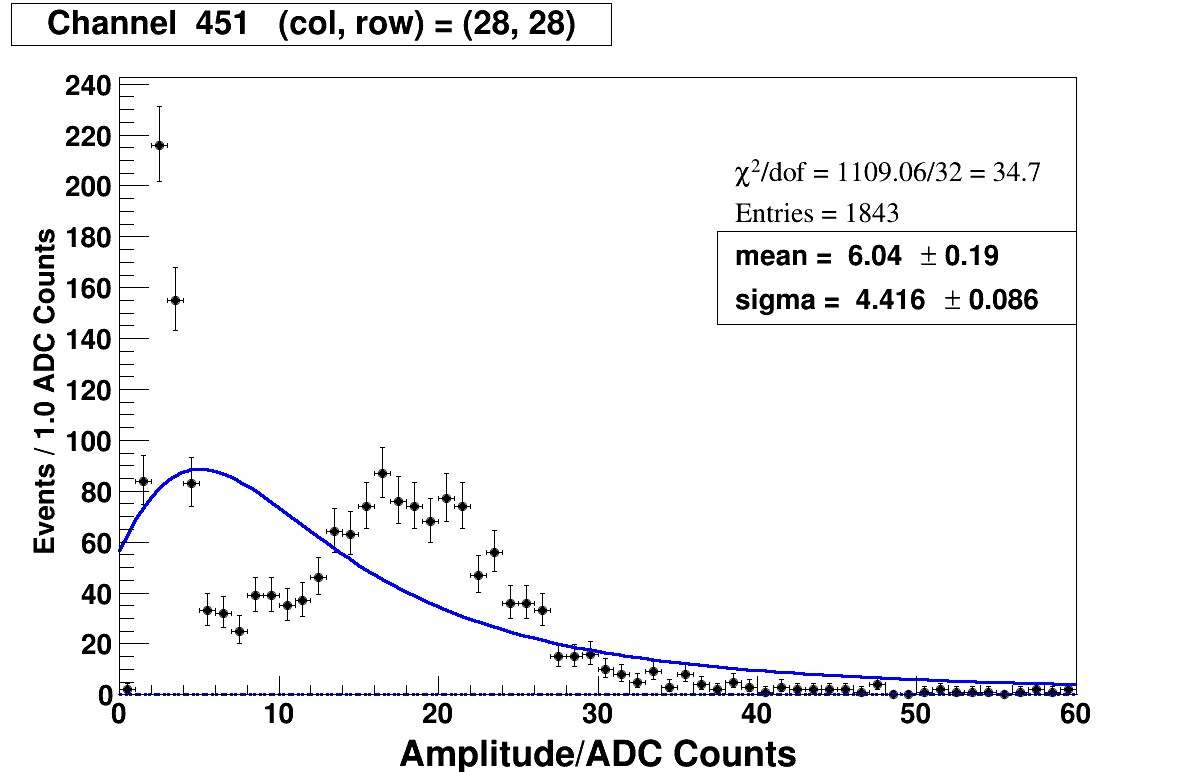 Channel 451 (col, row) = (28, 28)
240
220
200
180
160
140
120
100
80
60
40
20
0
Events / 1.0 ADC Counts
χ²/dof = 1109.06/32 = 34.7
Entries = 1843
mean = 6.04 ± 0.19
sigma = 4.416 ± 0.086
0 10 20 30 40 50 60
Amplitude/ADC Counts